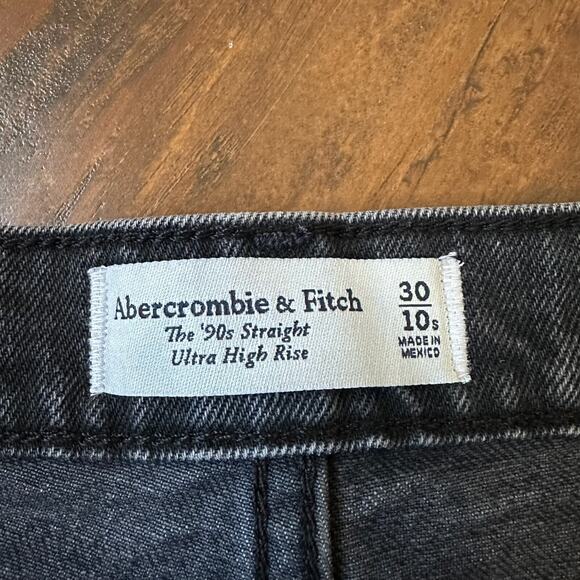 Abercrombie & Fitch
The '90s Straight
Ultra High Rise
30
10s
MADE IN
MEXICO